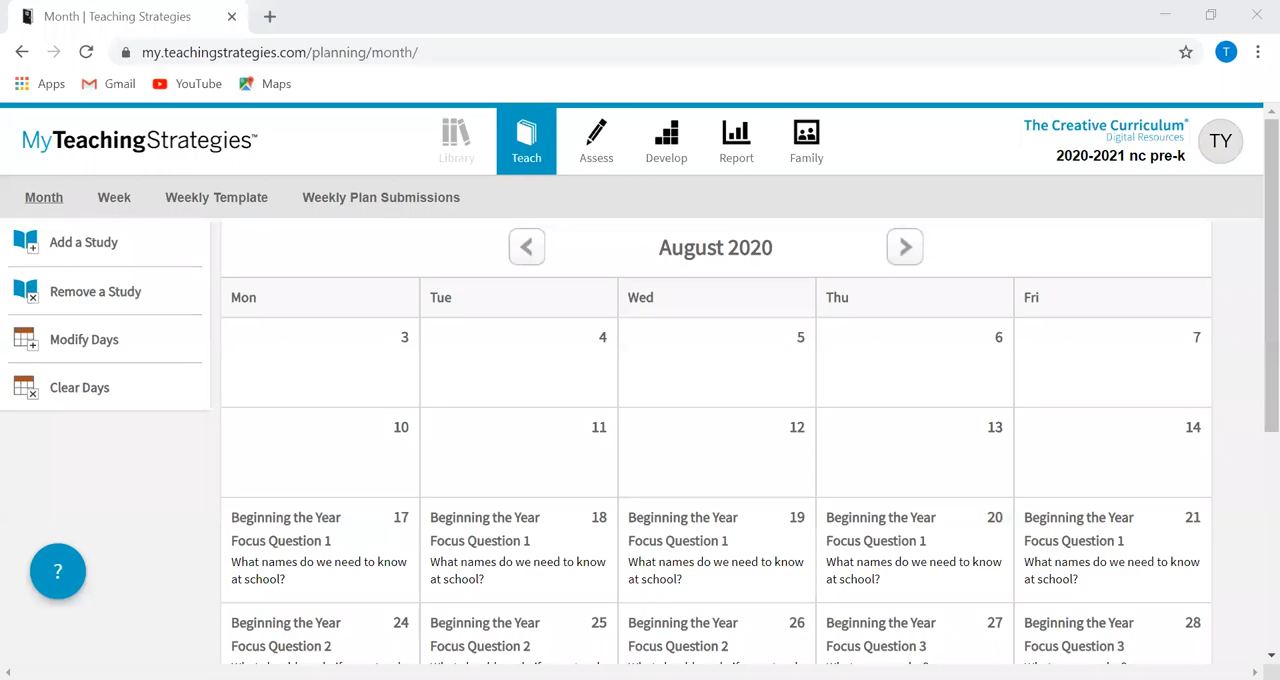 Month | Teaching Strategies
my.teachingstrategies.com/planning/month/
T
Apps Gmail YouTube Maps
MyTeachingStrategies™
Library Teach Assess Develop Report Family
The Creative Curriculum®
Digital Resources
2020-2021 nc pre-k
TY
Month Week Weekly Template Weekly Plan Submissions
Add a Study
Remove a Study
Modify Days
Clear Days
?
August 2020
Mon Tue Wed Thu Fri
3 4 5 6 7
10 11 12 13 14
Beginning the Year 17 Beginning the Year 18 Beginning the Year 19 Beginning the Year 20 Beginning the Year 21
Focus Question 1 Focus Question 1 Focus Question 1 Focus Question 1 Focus Question 1
What names do we need to know What names do we need to know What names do we need to know What names do we need to know What names do we need to know
at school? at school? at school? at school? at school?
Beginning the Year 24 Beginning the Year 25 Beginning the Year 26 Beginning the Year 27 Beginning the Year 28
Focus Question 2 Focus Question 2 Focus Question 2 Focus Question 3 Focus Question 3